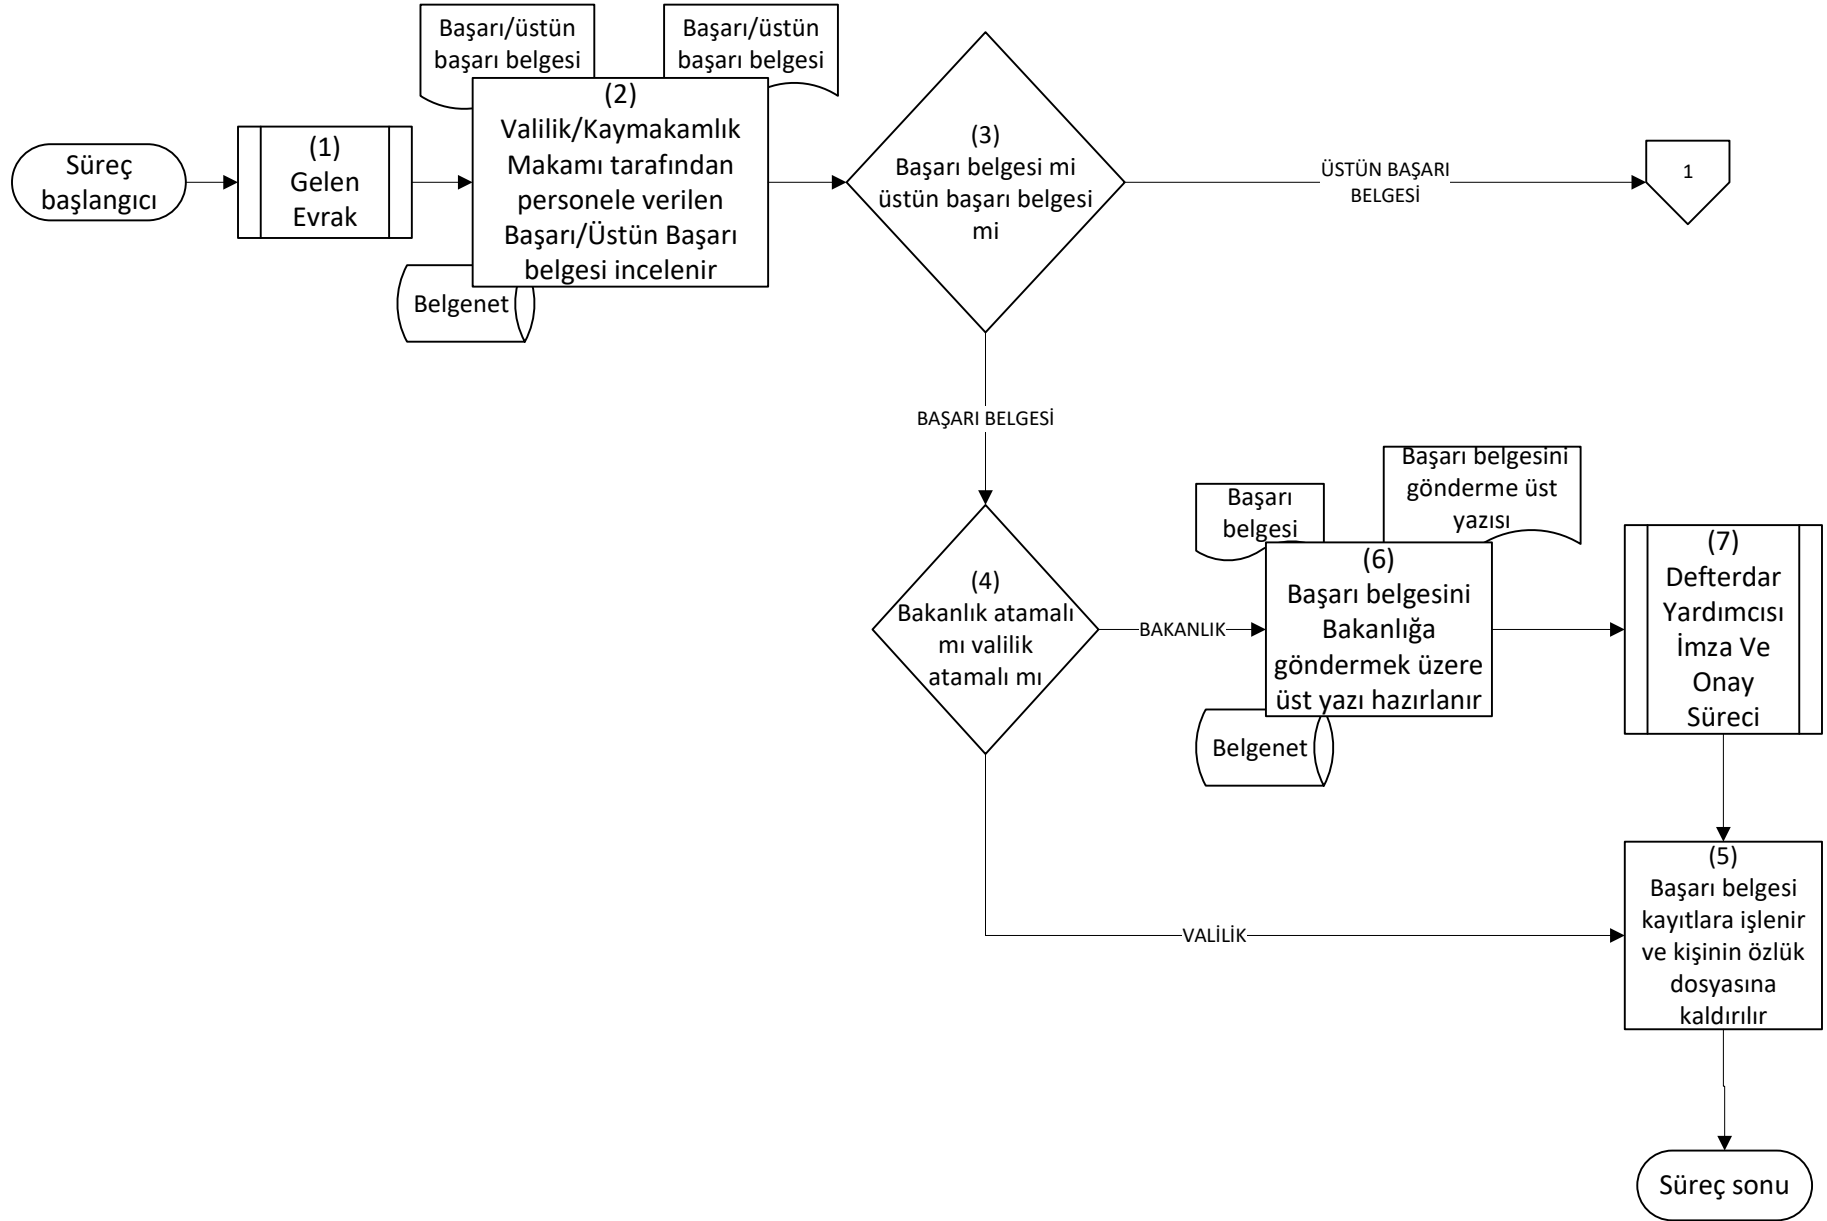 Başarı/üstün
başarı belgesi
Başarı/üstün
başarı belgesi
Süreç
başlangıcı
(1)
Gelen
Evrak
(2)
Valilik/Kaymakamlık
Makamı tarafından
personele verilen
Başarı/Üstün Başarı
belgesi incelenir
Belgenet
(3)
Başarı belgesi mi
üstün başarı belgesi
mi
ÜSTÜN BAŞARI
BELGESİ
1
BAŞARI BELGESİ
(4)
Bakanlık atamalı
mı valilik
atamalı mı
BAKANLIK
Başarı
belgesi
Başarı belgesini
gönderme üst
yazısı
(6)
Başarı belgesini
Bakanlığa
göndermek üzere
üst yazı hazırlanır
Belgenet
(7)
Defterdar
Yardımcısı
İmza Ve
Onay
Süreci
VALİLİK
(5)
Başarı belgesi
kayıtlara işlenir
ve kişinin özlük
dosyasına
kaldırılır
Süreç sonu